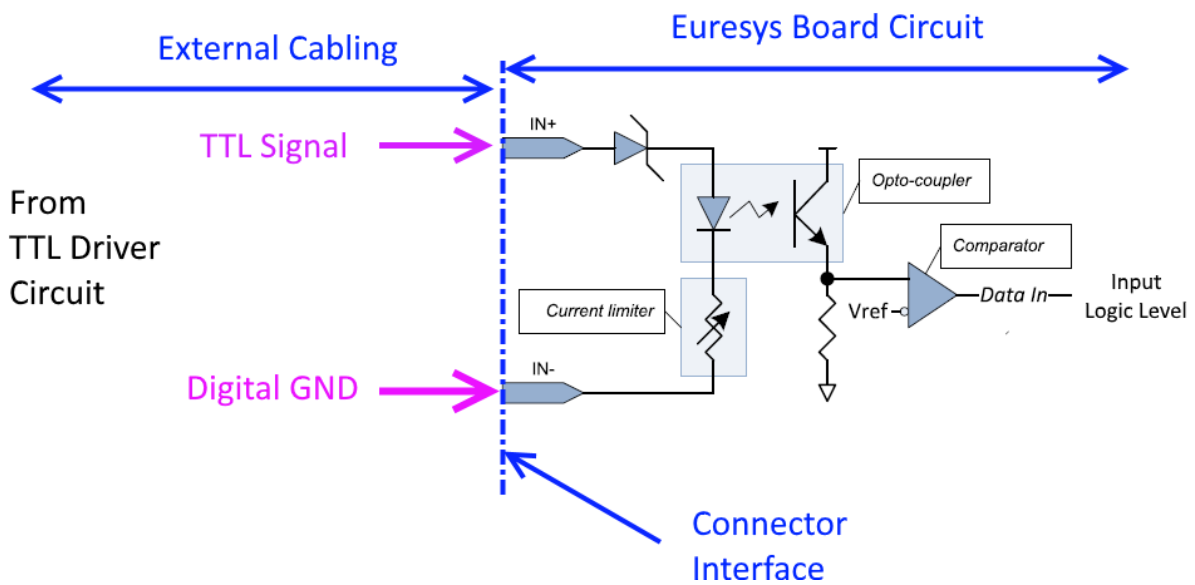 External Cabling
Euresys Board Circuit
IN+
TTL Signal
Opto-coupler
From
TTL Driver
Circuit
Comparator
Current limiter
Vref
Data In
Input
Logic Level
IN-
Digital GND
Connector
Interface